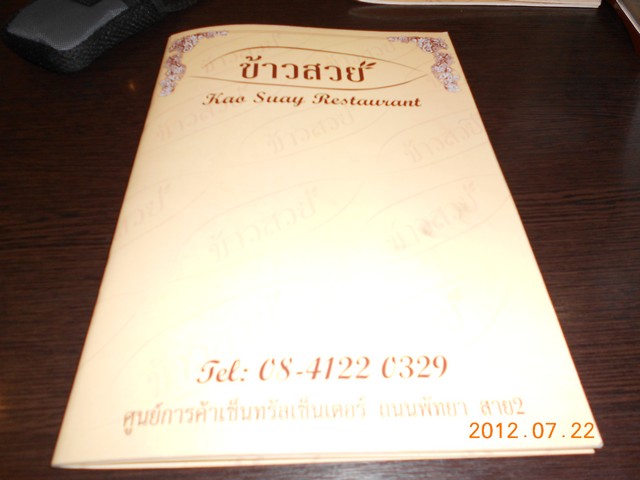 ข้าวสวย
Kao Suay Restaurant
Tel: 08-4122 0329
ศูนย์การค้าเซ็นทรัลเซ็นเตอร์ ถนนพัทยา สาย2
2012.07.22